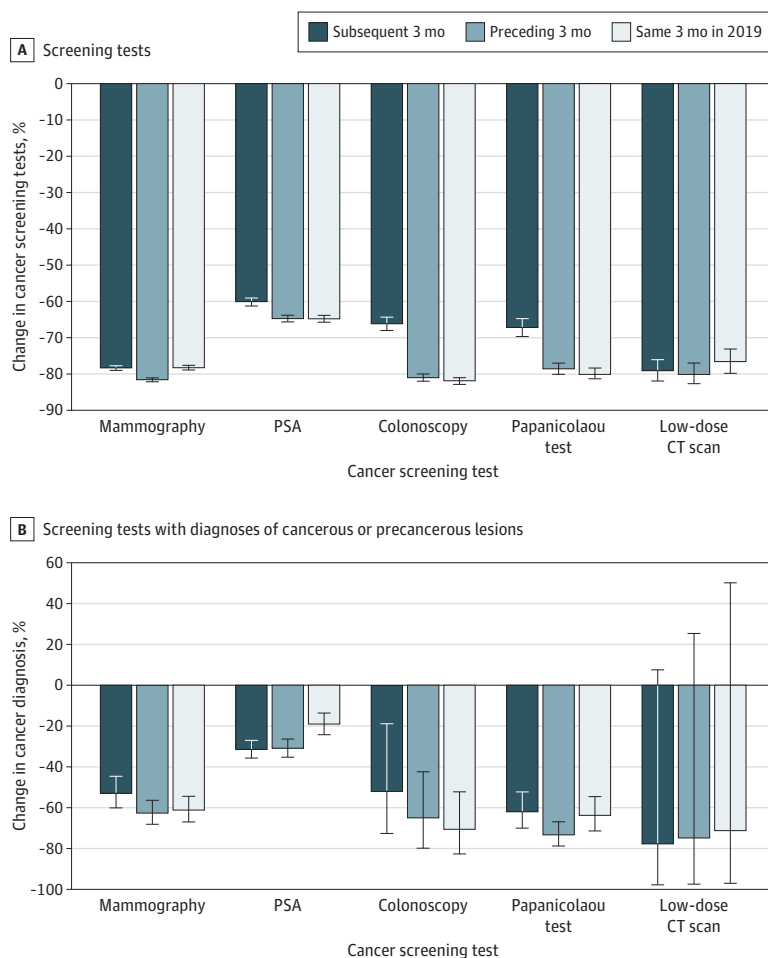 Subsequent 3 mo Preceding 3 mo Same 3 mo in 2019
A Screening tests
Change in cancer screening tests, %
0
-10
-20
-30
-40
-50
-60
-70
-80
-90
Mammography PSA Colonoscopy Papanicolaou test Low-dose CT scan
Cancer screening test
B Screening tests with diagnoses of cancerous or precancerous lesions
Change in cancer diagnosis, %
60
40
20
0
-20
-40
-60
-80
-100
Mammography PSA Colonoscopy Papanicolaou test Low-dose CT scan
Cancer screening test